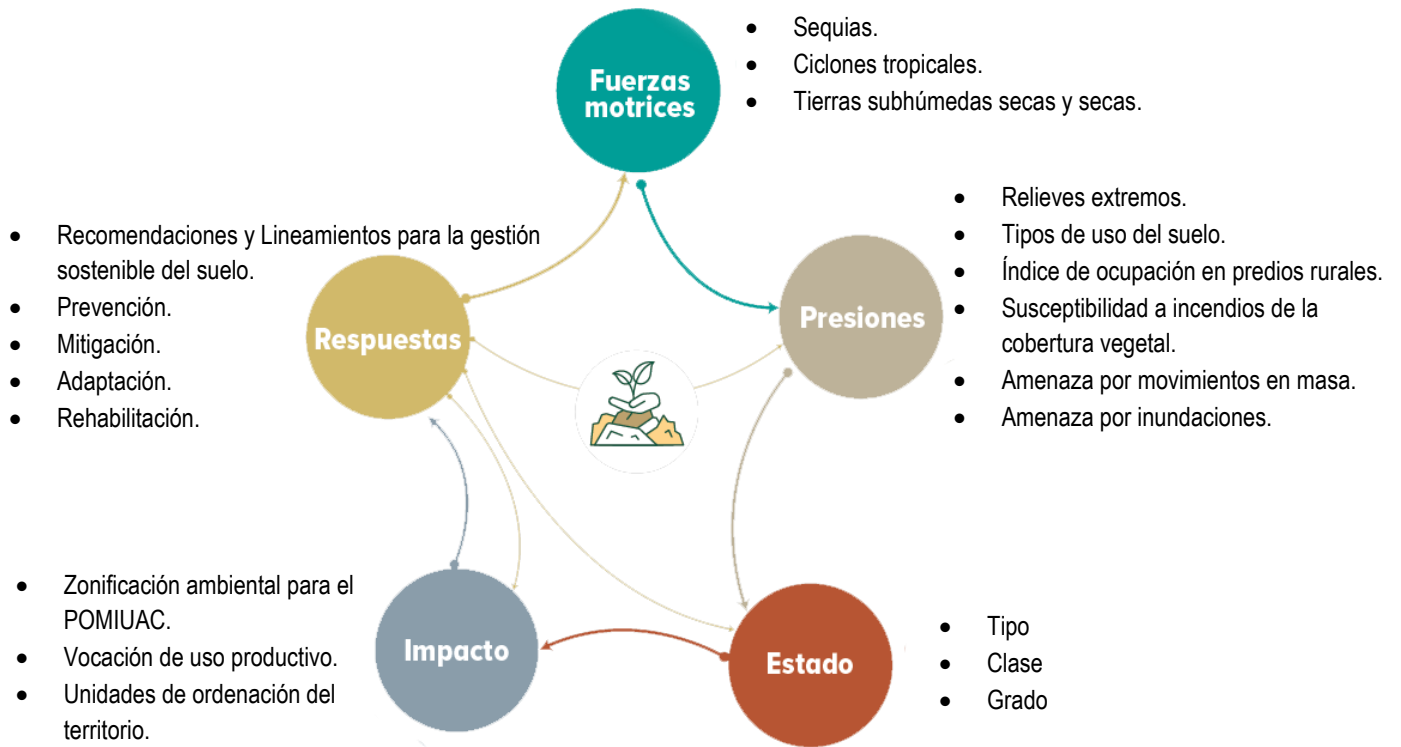 Fuerzas
motrices
• Sequias.
• Ciclones tropicales.
• Tierras subhúmedas secas y secas.
Presiones
• Relieves extremos.
• Tipos de uso del suelo.
• Índice de ocupación en predios rurales.
• Susceptibilidad a incendios de la
cobertura vegetal.
• Amenaza por movimientos en masa.
• Amenaza por inundaciones.
Estado
• Tipo
• Clase
• Grado
Impacto
• Zonificación ambiental para el
POMIUAC.
• Vocación de uso productivo.
• Unidades de ordenación del
territorio.
Respuestas
• Recomendaciones y Lineamientos para la gestión
sostenible del suelo.
• Prevención.
• Mitigación.
• Adaptación.
• Rehabilitación.